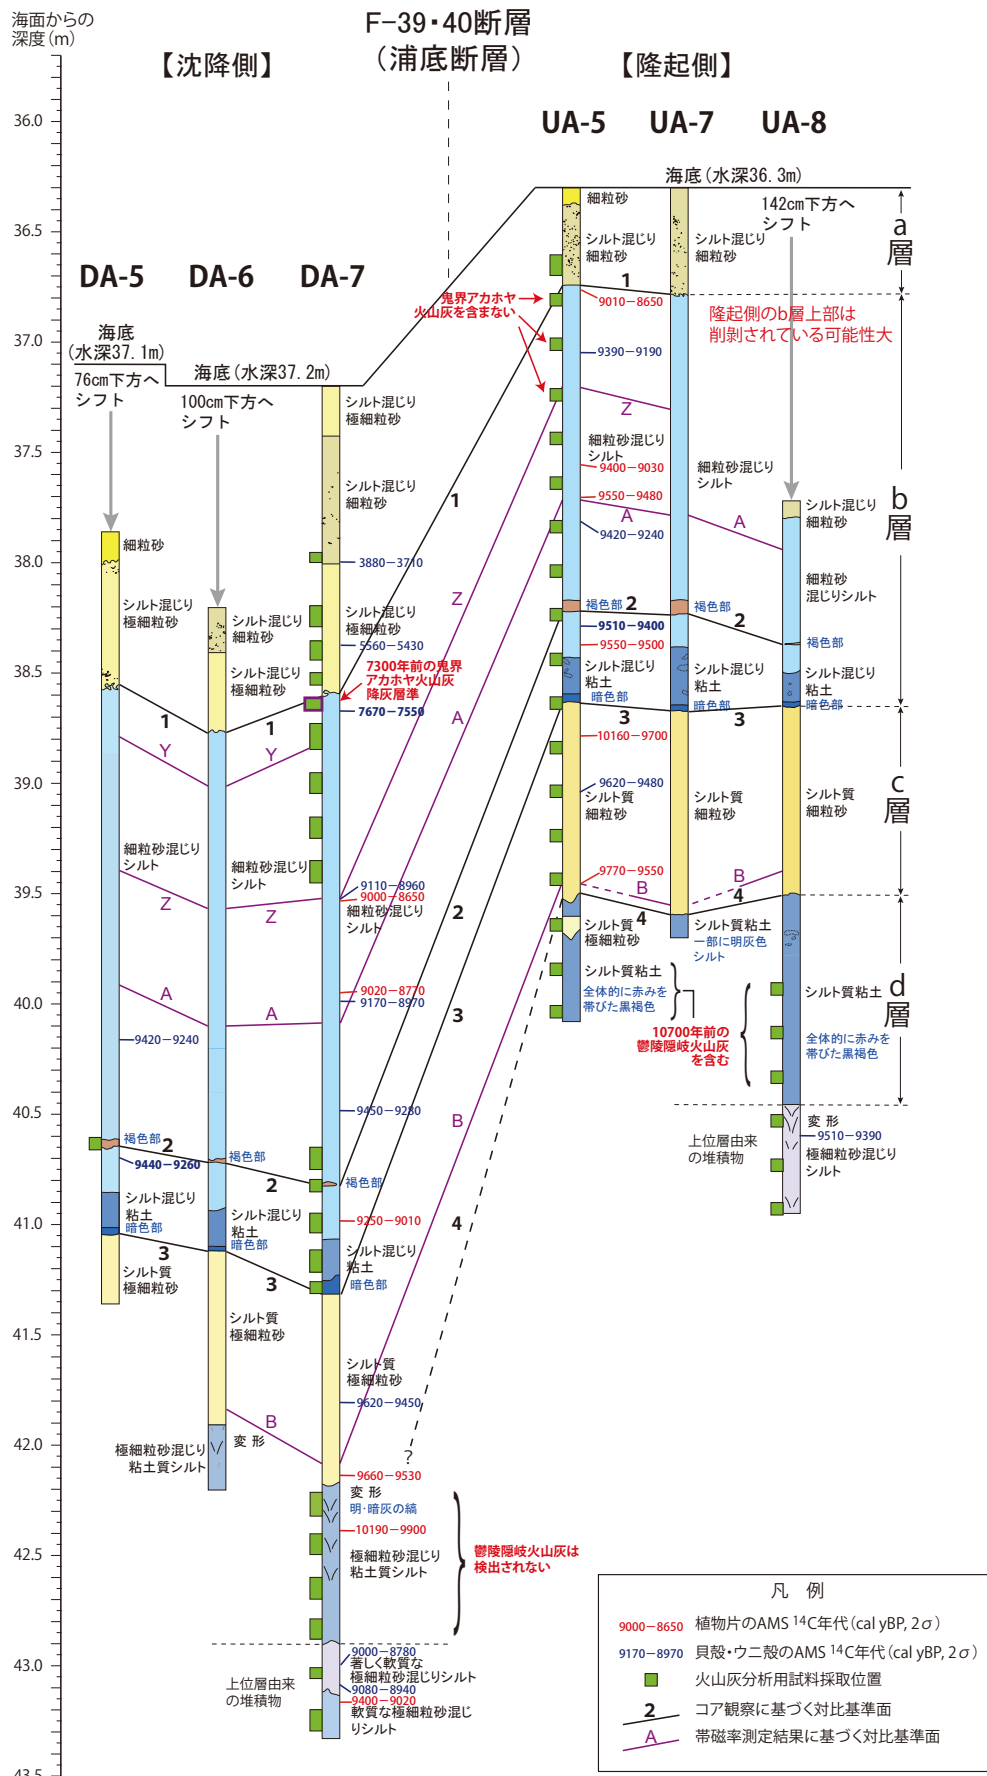 海面からの
深度(m)
F-39・40断層
(浦底断層)
【沈降側】
【隆起側】
36.0
36.5
37.0
37.5
38.0
38.5
39.0
39.5
40.0
40.5
41.0
41.5
42.0
42.5
43.0
43.5
DA-5
DA-6
DA-7
UA-5
UA-7
UA-8
海底
(水深37.1m)
76cm下方へ
シフト
海底(水深37.2m)
100cm下方へ
シフト
海底(水深36.3m)
142cm下方へ
シフト
細粒砂
シルト混じり
極細粒砂
1
Y
細粒砂混じり
シルト
Z
A
9420−9240
褐色部
2
9440−9260
シルト混じり
粘土
暗色部
3
シルト質
極細粒砂
シルト混じり
細粒砂
シルト混じり
極細粒砂
1
Y
細粒砂混じり
シルト
Z
A
褐色部
2
シルト混じり
粘土
暗色部
3
シルト質
極細粒砂
B
変 形
極細粒砂混じり
粘土質シルト
シルト混じり
極細粒砂
シルト混じり
細粒砂
3880−3710
シルト混じり
極細粒砂
5560−5430
7300年前の鬼界
アカホヤ火山灰
降灰層準
7670−7550
9110−8960
9000−8650
細粒砂混じり
シルト
9020−8770
9170−8970
9450−9280
褐色部
9250−9010
シルト混じり
粘土
暗色部
シルト質
極細粒砂
9620−9450
?
9660−9530
変 形
明・暗灰の縞
10190−9900
極細粒砂混じり
粘土質シルト
鬱陵隠岐火山灰は
検出されない
9000−8780
著しく軟質な
極細粒砂混じりシルト
9080−8940
9400−9020
軟質な極細粒砂混じ
りシルト
上位層由来
の堆積物
1
Z
A
2
3
B
4
細粒砂
シルト混じり
細粒砂
鬼界アカホヤ
火山灰を含まない
1
9010−8650
9390−9190
Z
細粒砂混じり
シルト
9400−9030
9550−9480
A
9420−9240
褐色部
2
9510−9400
9550−9500
シルト混じり
粘土
暗色部
3
10160−9700
9620−9480
シルト質
細粒砂
9770−9550
B
4
シルト質
極細粒砂
シルト質粘土
全体的に赤みを
帯びた黒褐色
10700年前の
鬱陵隠岐火山灰
を含む
シルト混じり
細粒砂
隆起側のb層上部は
削剥されている可能性大
細粒砂混じり
シルト
A
褐色部
2
シルト混じり
粘土
暗色部
3
シルト質
細粒砂
B
4
シルト質粘土
一部に明灰色
シルト
シルト混じり
細粒砂
細粒砂
混じりシルト
褐色部
シルト混じり
粘土
暗色部
シルト質
細粒砂
シルト質粘土
全体的に赤みを
帯びた黒褐色
変 形
9510−9390
極細粒砂混じり
シルト
上位層由来
の堆積物
a
層
b
層
c
層
d
層
凡 例
9000−8650 植物片のAMS 14C年代(cal yBP, 2σ)
9170−8970 貝殻・ウニ殻のAMS 14C年代(cal yBP, 2σ)
火山灰分析用試料採取位置
2 コア観察に基づく対比基準面
A 帯磁率測定結果に基づく対比基準面